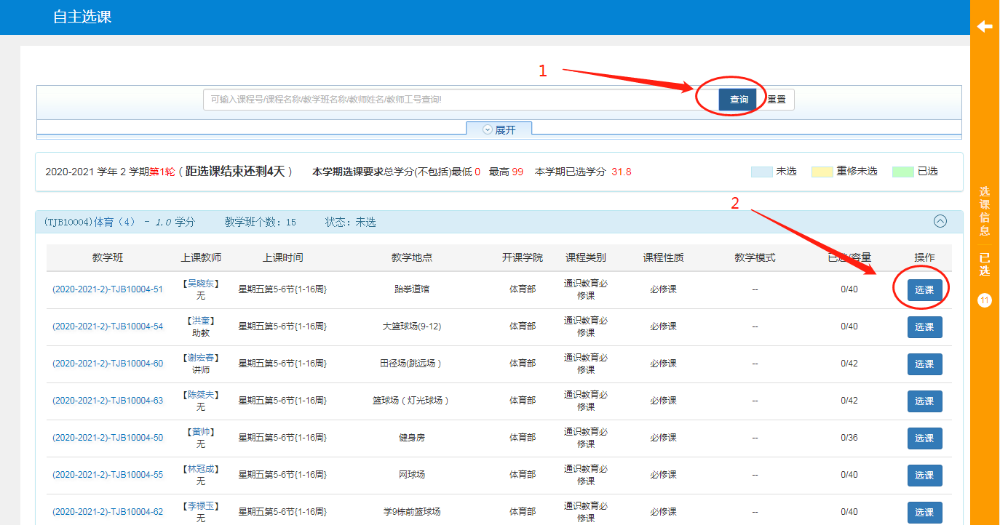 自主选课
1
可输入课程号/课程名称/教学班名称/教师姓名/教师工号查询! 查询 重置
展开
2020-2021 学年 2 学期第1轮（距选课结束还剩4天） 本学期选课要求总学分(不包括)最低 0 最高 99 本学期已选学分 31.8 未选 重修未选 已选
2
(TJB10004)体育（4） - 1.0 学分 教学班个数：15 状态：未选
教学班 上课教师 上课时间 教学地点 开课学院 课程类别 课程性质 教学模式 已选/容量 操作
(2020-2021-2)-TJB10004-51 【吴晓东】 无 星期五第5-6节{1-16周} 跆拳道馆 体育部 通识教育必修课 必修课 -- 0/40 选课
(2020-2021-2)-TJB10004-54 【洪奎】 助教 星期五第5-6节{1-16周} 大篮球场(9-12) 体育部 通识教育必修课 必修课 -- 0/40 选课
(2020-2021-2)-TJB10004-60 【谢宏春】 讲师 星期五第5-6节{1-16周} 田径场(跳远场） 体育部 通识教育必修课 必修课 -- 0/42 选课
(2020-2021-2)-TJB10004-63 【陈桀夫】 无 星期五第5-6节{1-16周} 篮球场（灯光球场） 体育部 通识教育必修课 必修课 -- 0/42 选课
(2020-2021-2)-TJB10004-50 【黄帅】 无 星期五第5-6节{1-16周} 健身房 体育部 通识教育必修课 必修课 -- 0/36 选课
(2020-2021-2)-TJB10004-55 【林冠成】 无 星期五第5-6节{1-16周} 网球场 体育部 通识教育必修课 必修课 -- 0/40 选课
(2020-2021-2)-TJB10004-62 【李禄玉】 无 星期五第5-6节{1-16周} 学9栋前篮球场 体育部 通识教育必修课 必修课 -- 0/40 选课
选课信息
已选
11